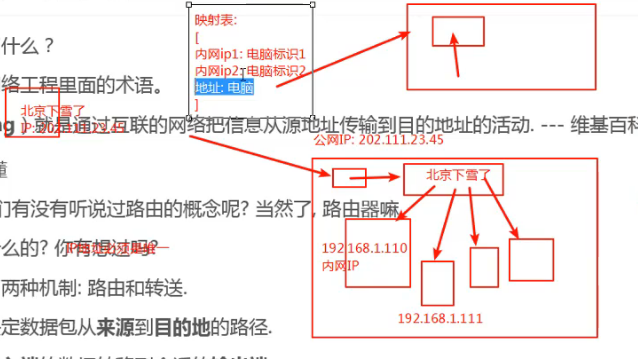 映射表:
[
内网ip1: 电脑标识1
内网ip2: 电脑标识2
地址: 电脑
]
什么？
络工程里面的术语。
北京下雪了
IP: 202.111.23.45
就是通过互联的网络把信息从源地址传输到目的地址的活动. --- 维基百科
公网IP: 202.111.23.45
懂
北京下雪了
们有没有听说过路由的概念呢? 当然了, 路由器嘛
么的? 你有想过吗?
192.168.1.110
内网IP
两种机制: 路由和转送.
192.168.1.111
定数据包从来源到目的地的路径.